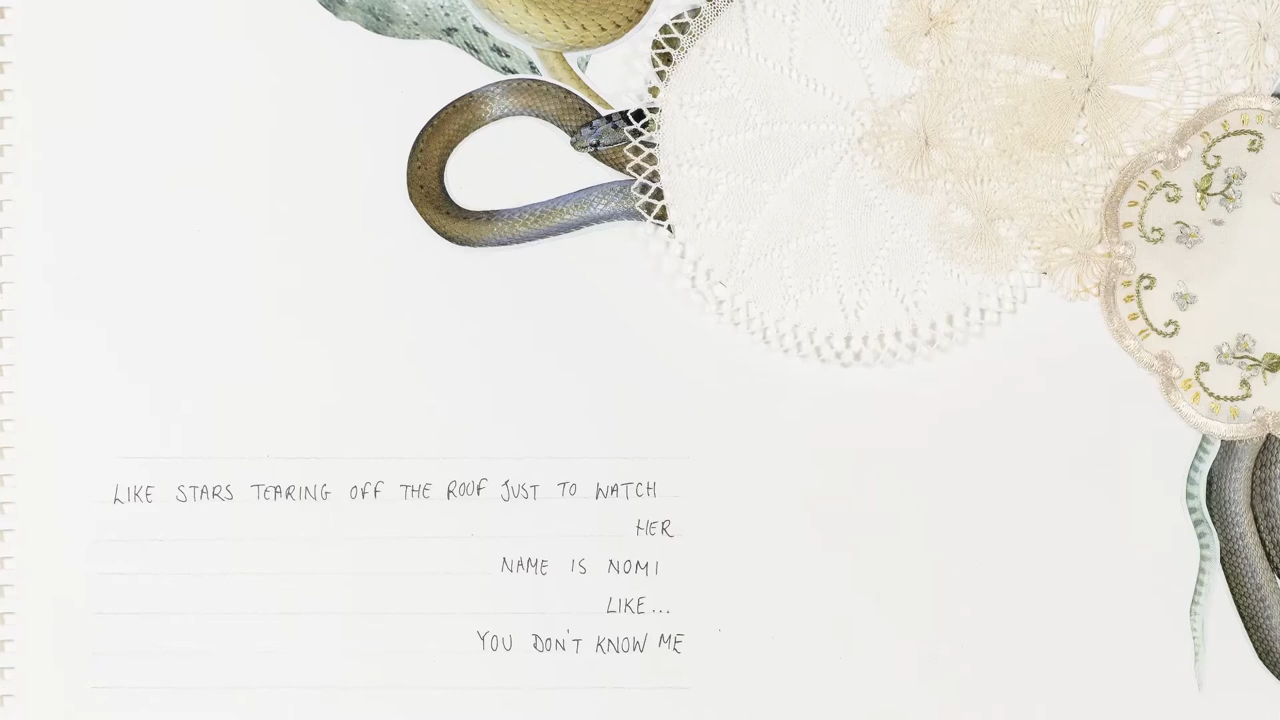 LIKE STARS TEARING OFF THE ROOF JUST TO WATCH
HER
NAME IS NOMI
LIKE...
YOU DON'T KNOW ME